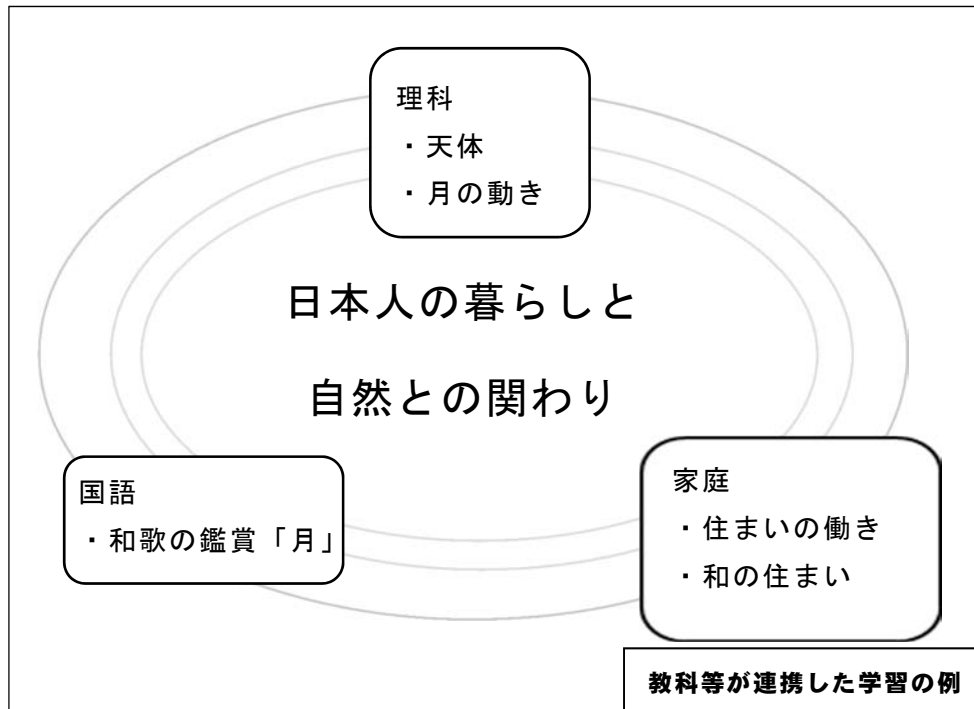 理科
・天体
・月の動き
日本人の暮らしと
自然との関わり
国語
・和歌の鑑賞「月」
家庭
・住まいの働き
・和の住まい
教科等が連携した学習の例